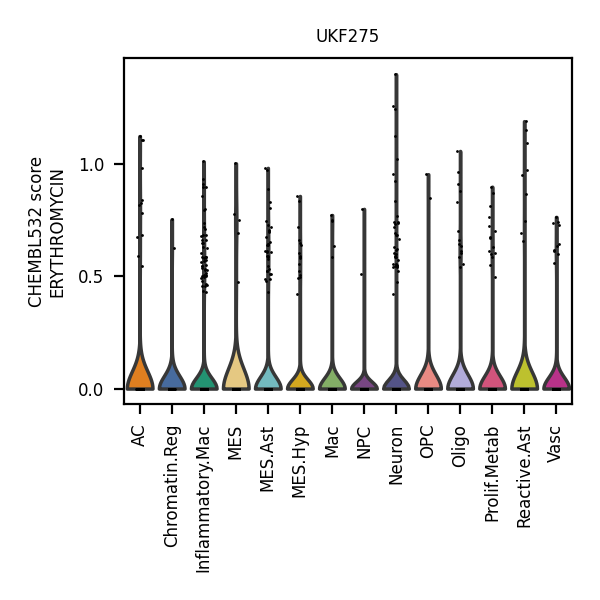 UKF275
CHEMBL532 score
ERYTHROMYCIN
1.0
0.5
0.0
AC
Chromatin.Reg
Inflammatory.Mac
MES
MES.Ast
MES.Hyp
Mac
NPC
Neuron
OPC
Oligo
Prolif.Metab
Reactive.Ast
Vasc